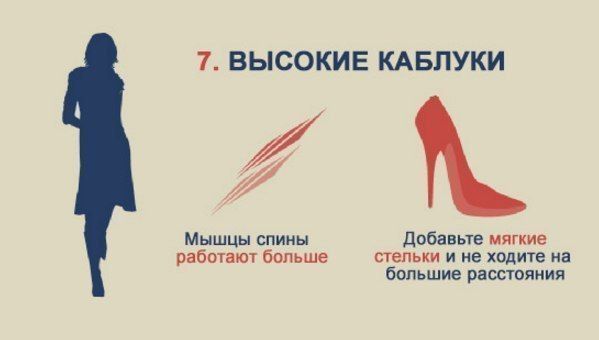 7. ВЫСОКИЕ КАБЛУКИ
Мышцы спины
работают больше
Добавьте мягкие
стельки и не ходите на
большие расстояния